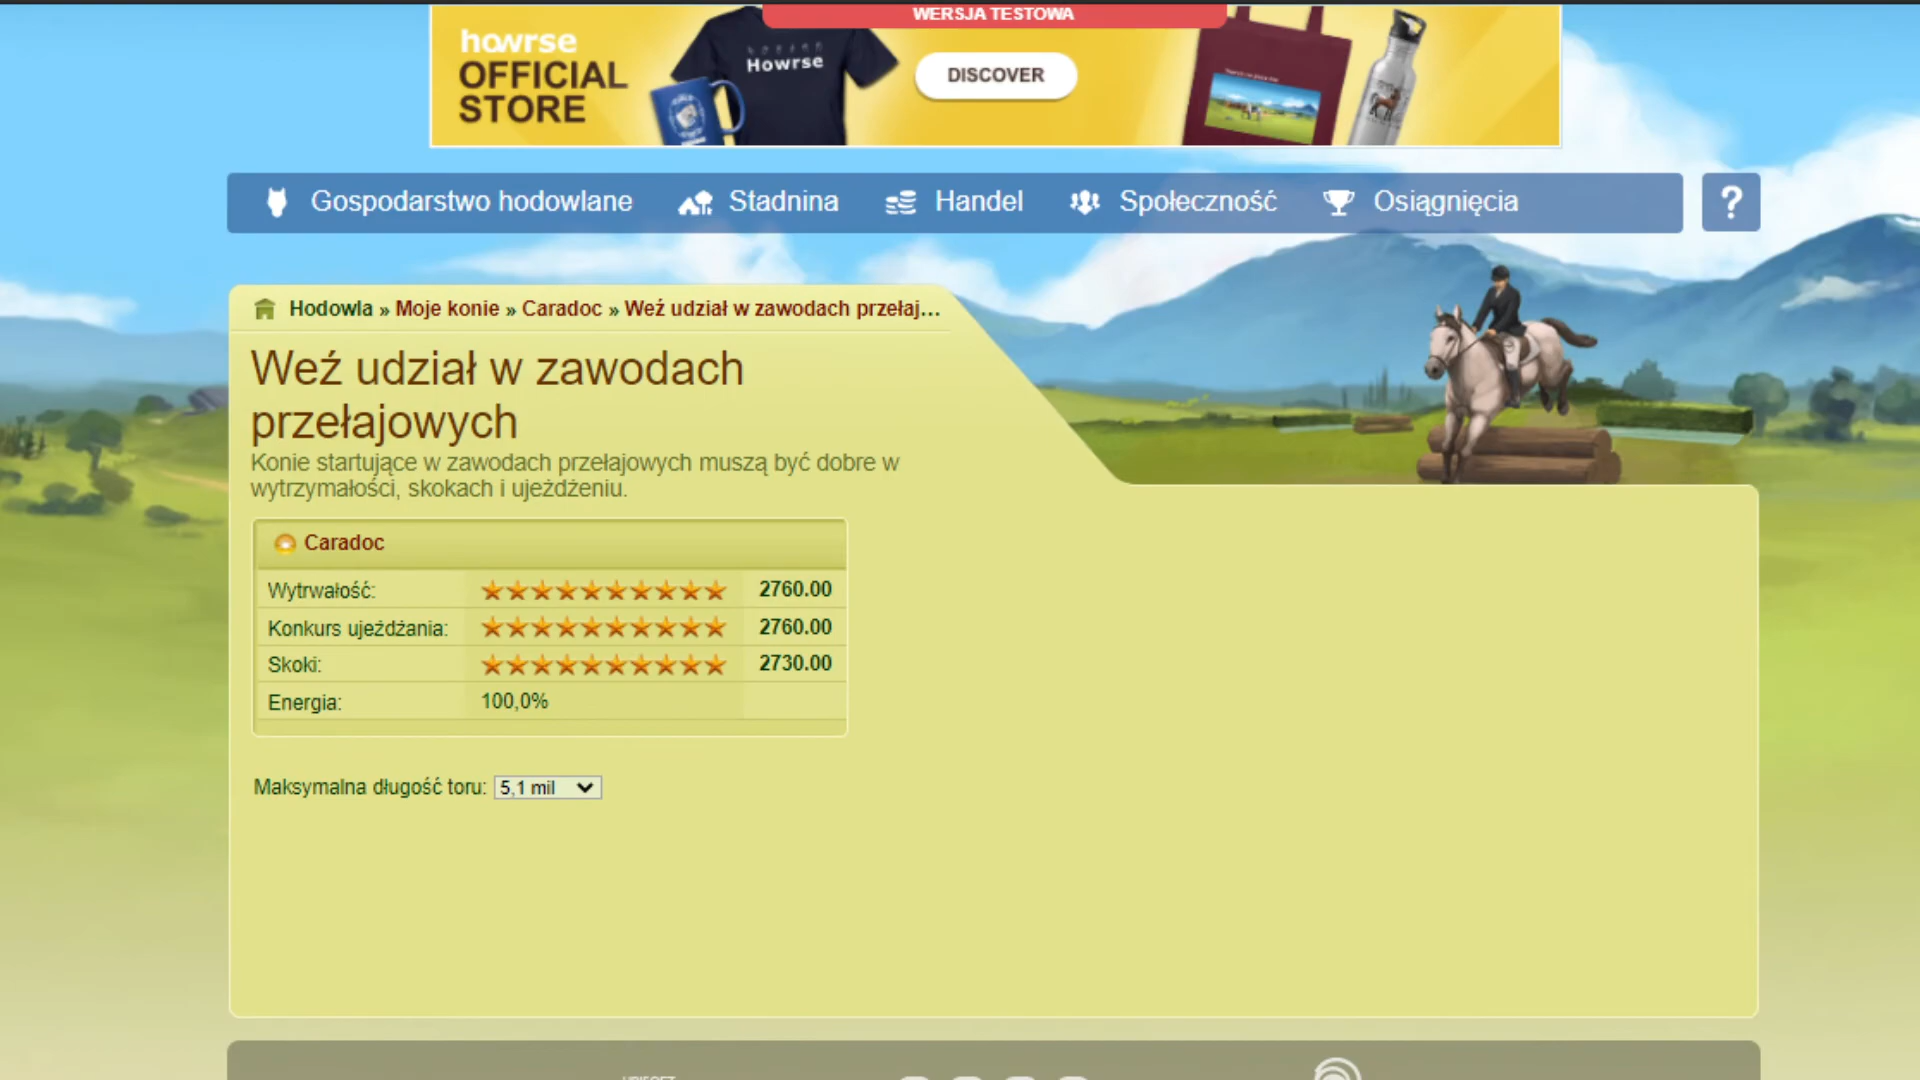 WERSJA TESTOWA
howrse
OFFICIAL
STORE
Howrse
DISCOVER
Gospodarstwo hodowlane
Stadnina
Handel
Społeczność
Osiągnięcia
?
Hodowla » Moje konie » Caradoc » Weź udział w zawodach przełaj...
Weź udział w zawodach
przełajowych
Konie startujące w zawodach przełajowych muszą być dobre w
wytrzymałości, skokach i ujeżdżeniu.
Caradoc
Wytrwałość: 2760.00
Konkurs ujeżdżania: 2760.00
Skoki: 2730.00
Energia: 100,0%
Maksymalna długość toru: 5,1 mil